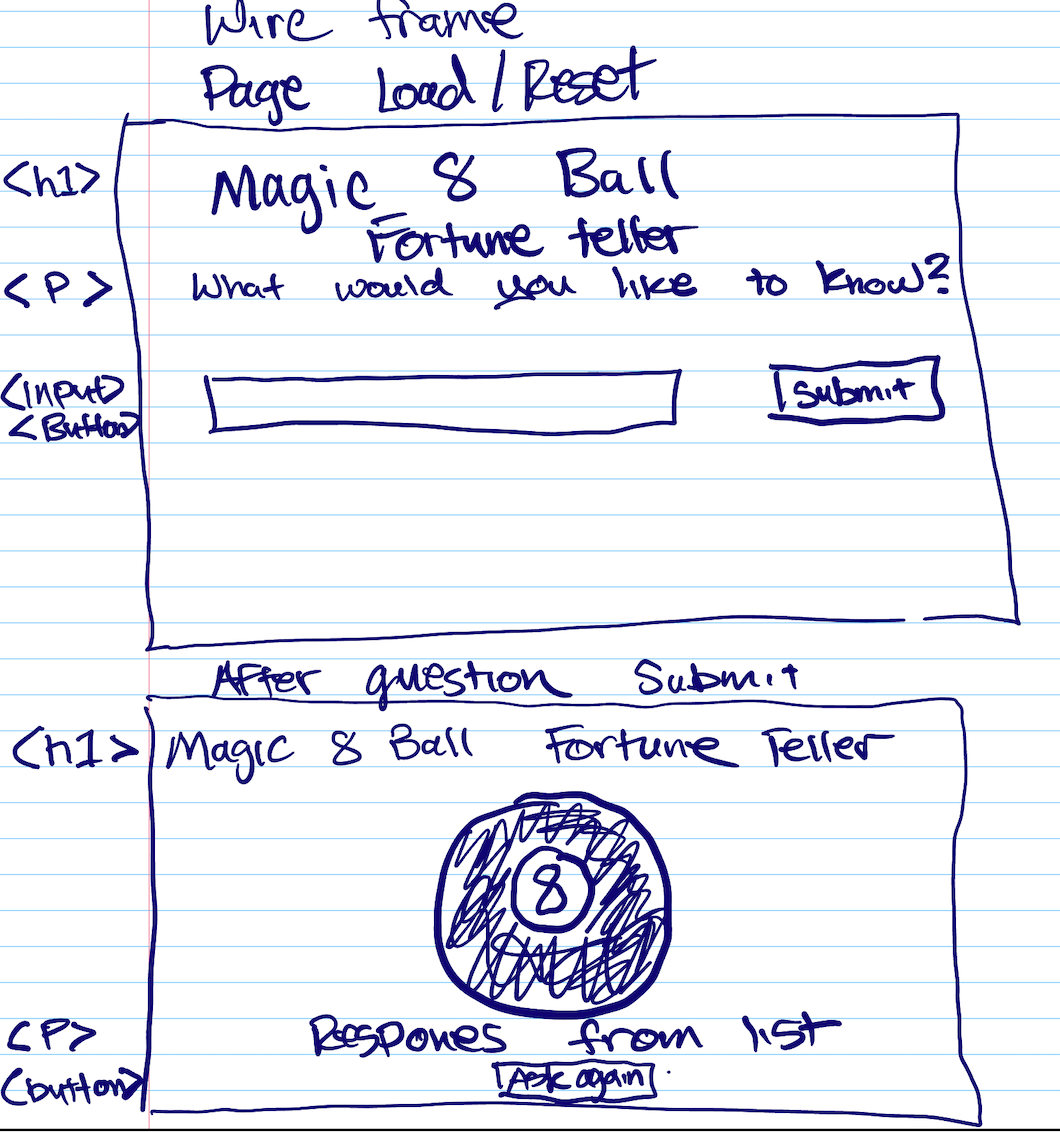 Wire frame
Page Load / Reset
<h1> Magic 8 Ball
Fortune teller
<P> What would you like to know?
<input> Submit
<Button>
After question Submit
<h1> Magic 8 Ball Fortune Teller
8
<P> Respones from list
<button> Ask again